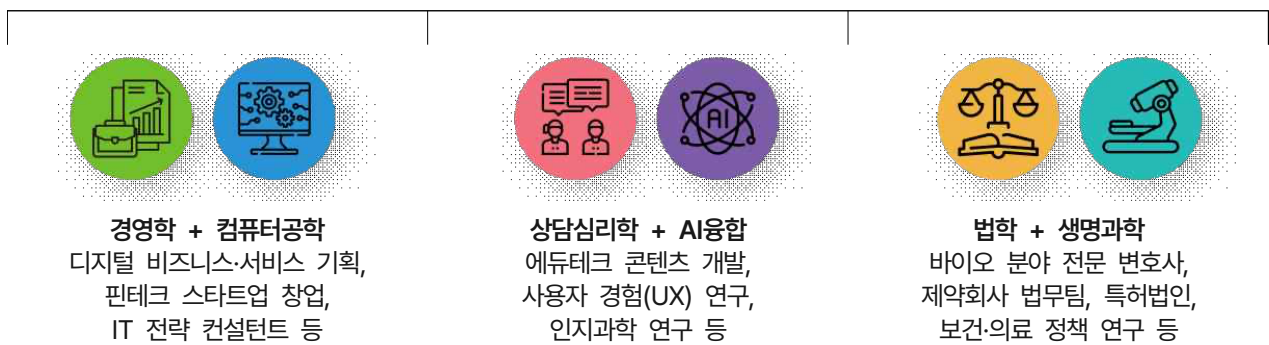 AI
경영학 + 컴퓨터공학
디지털 비즈니스·서비스 기획,
핀테크 스타트업 창업,
IT 전략 컨설턴트 등
상담심리학 + AI융합
에듀테크 콘텐츠 개발,
사용자 경험(UX) 연구,
인지과학 연구 등
법학 + 생명과학
바이오 분야 전문 변호사,
제약회사 법무팀, 특허법인,
보건·의료 정책 연구 등